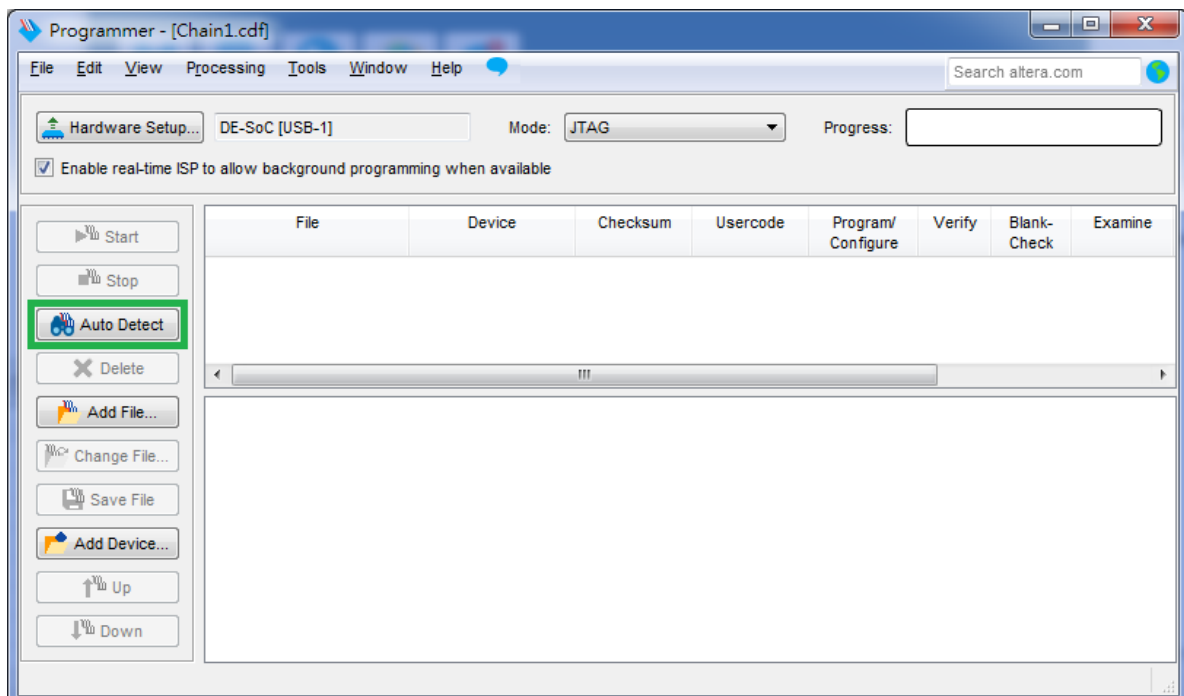 Programmer - [Chain1.cdf]
File Edit View Processing Tools Window Help
Search altera.com
Hardware Setup... DE-SoC [USB-1] Mode: JTAG Progress:
Enable real-time ISP to allow background programming when available
File Device Checksum Usercode Program/ Configure Verify Blank- Check Examine
Start
Stop
Auto Detect
Delete
Add File...
Change File...
Save File
Add Device...
Up
Down